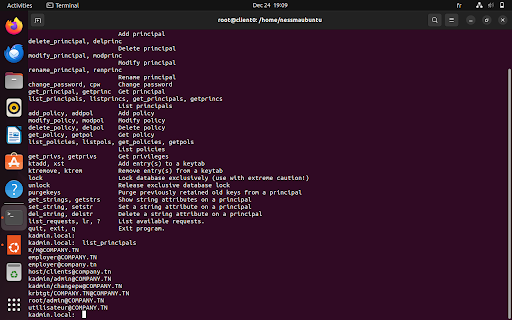 Activities Terminal Dec 24 19:09 fr
root@client0: /home/nessmaubuntu
Add principal
delete_principal, delprinc
Delete principal
modify_principal, modprinc
Modify principal
rename_principal, renprinc
Rename principal
change_password, cpw Change password
get_principal, getprinc Get principal
list_principals, listprincs, get_principals, getprincs
List principals
add_policy, addpol Add policy
modify_policy, modpol Modify policy
delete_policy, delpol Delete policy
get_policy, getpol Get policy
list_policies, listpols, get_policies, getpols
List policies
get_privs, getprivs Get privileges
ktadd, xst Add entry(s) to a keytab
ktremove, ktrem Remove entry(s) from a keytab
lock Lock database exclusively (use with extreme caution!)
unlock Release exclusive database lock
purgekeys Purge previously retained old keys from a principal
get_strings, getstrs Show string attributes on a principal
set_string, setstr Set a string attribute on a principal
del_string, delstr Delete a string attribute on a principal
list_requests, lr, ? List available requests.
quit, exit, q Exit program.
kadmin.local:
kadmin.local: list_principals
K/M@COMPANY.TN
employer@COMPANY.TN
employer@company.tn
host/clients@company.tn
kadmin/admin@COMPANY.TN
kadmin/changepw@COMPANY.TN
krbtgt/COMPANY.TN@COMPANY.TN
root/admin@COMPANY.TN
utilisateur@COMPANY.TN
kadmin.local: